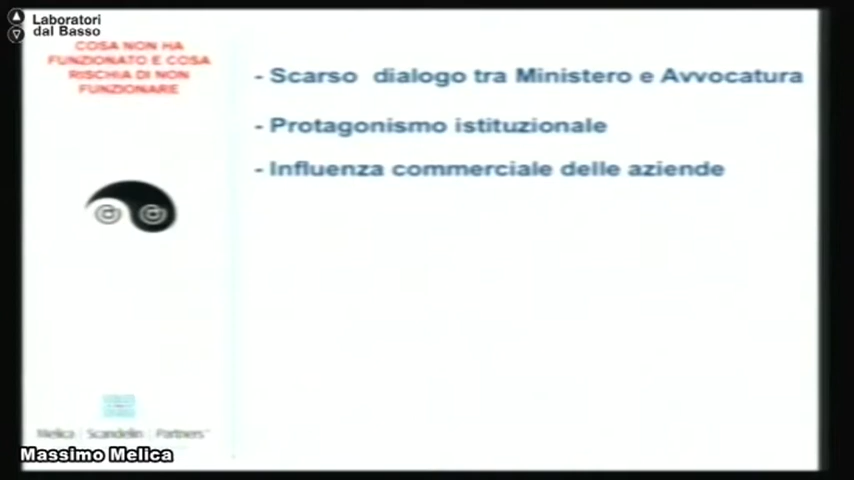 Laboratori
dal Basso
COSA NON HA
FUNZIONATO E COSA
RISCHIA DI NON
FUNZIONARE
- Scarso dialogo tra Ministero e Avvocatura
- Protagonismo istituzionale
- Influenza commerciale delle aziende
Melica | Scandelin | Partners
Massimo Melica